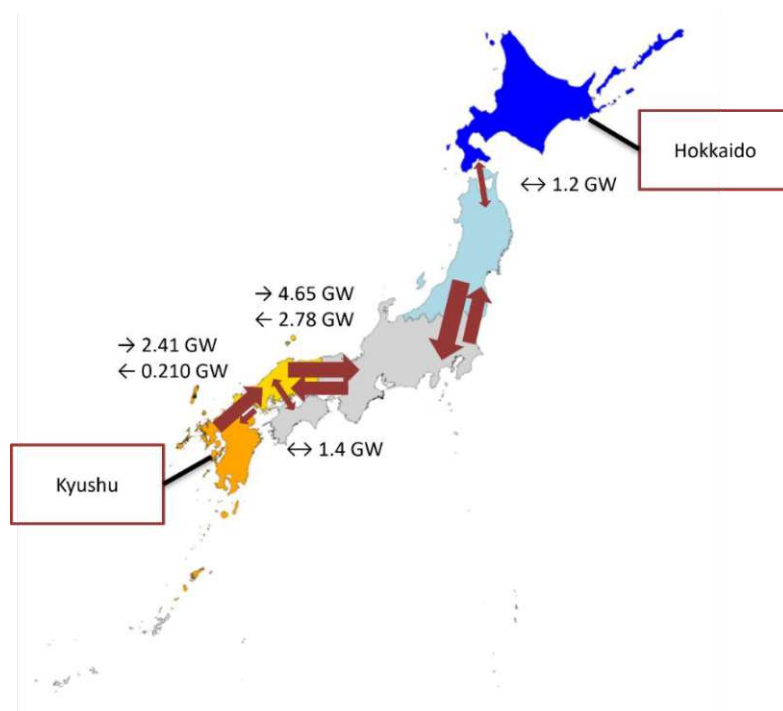 Hokkaido
↔ 1.2 GW
→ 4.65 GW
← 2.78 GW
→ 2.41 GW
← 0.210 GW
↔ 1.4 GW
Kyushu